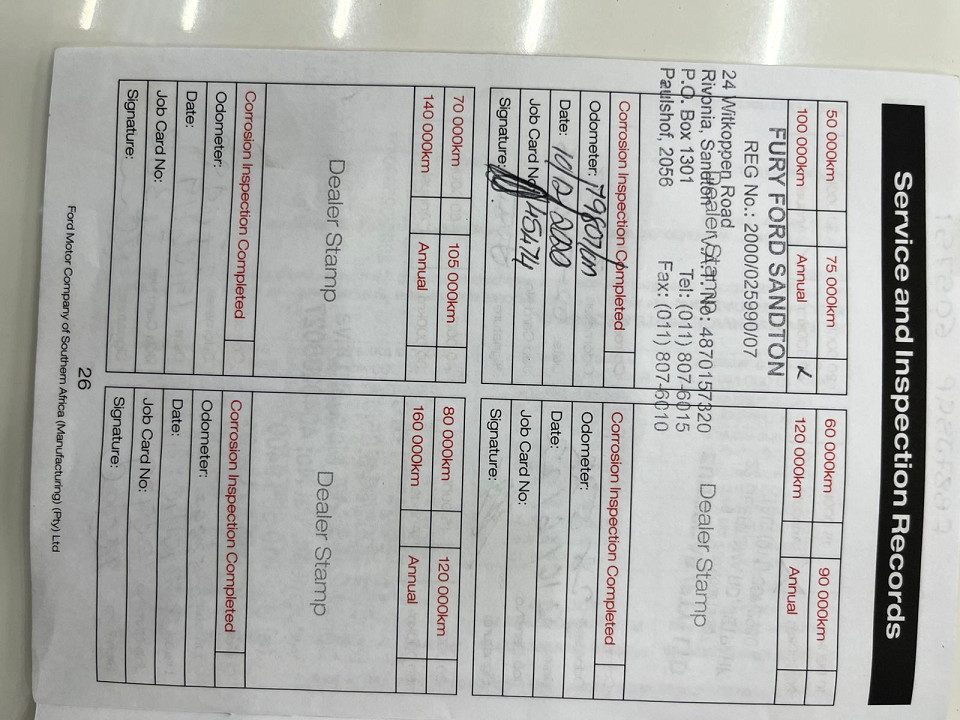 Service and Inspection Records
50 000km 75 000km
100 000km Annual
FURY FORD SANDTON
REG No.: 2000/025990/07
24 Witkoppen Road
Dealer Stamp
Rivonia, Sandton V.A.T. No: 4870157320
P.O. Box 1301 Tel: (011) 807-6015
Paulshof, 2056 Fax: (011) 807-6010
Corrosion Inspection Completed
Odometer: 79807km
Date:
Job Card No: 45474
Signature:
60 000km 90 000km
120 000km Annual
Dealer Stamp
Corrosion Inspection Completed
Odometer:
Date:
Job Card No:
Signature:
70 000km 105 000km
140 000km Annual
Dealer Stamp
Corrosion Inspection Completed
Odometer:
Date:
Job Card No:
Signature:
80 000km 120 000km
160 000km Annual
Dealer Stamp
Corrosion Inspection Completed
Odometer:
Date:
Job Card No:
Signature:
26
Ford Motor Company of Southern Africa (Manufacturing) (Pty) Ltd